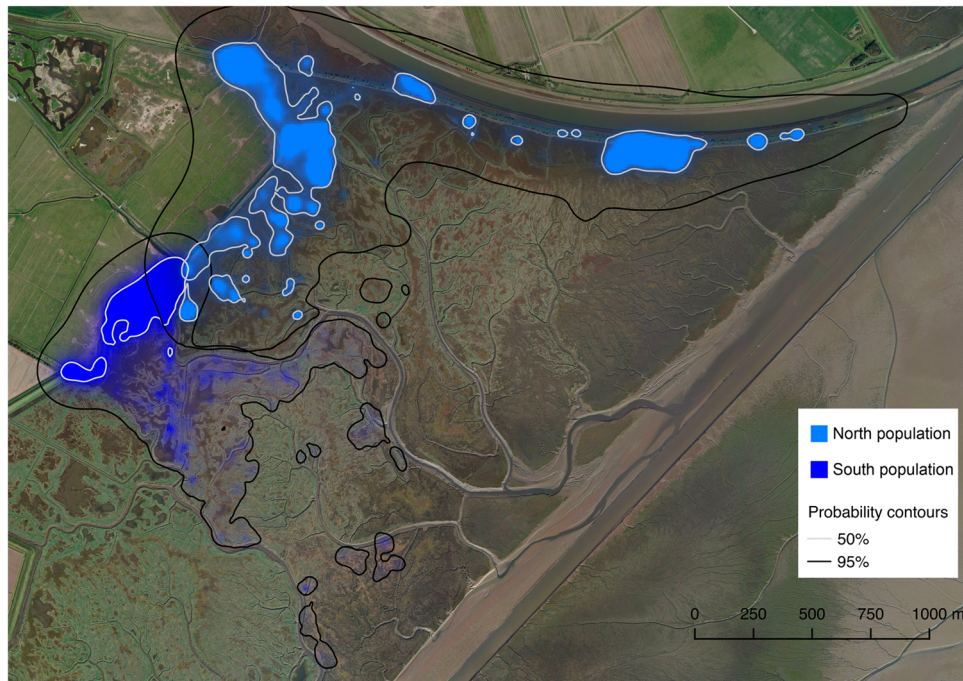 North population
South population
Probability contours
50%
95%
0 250 500 750 1000 m